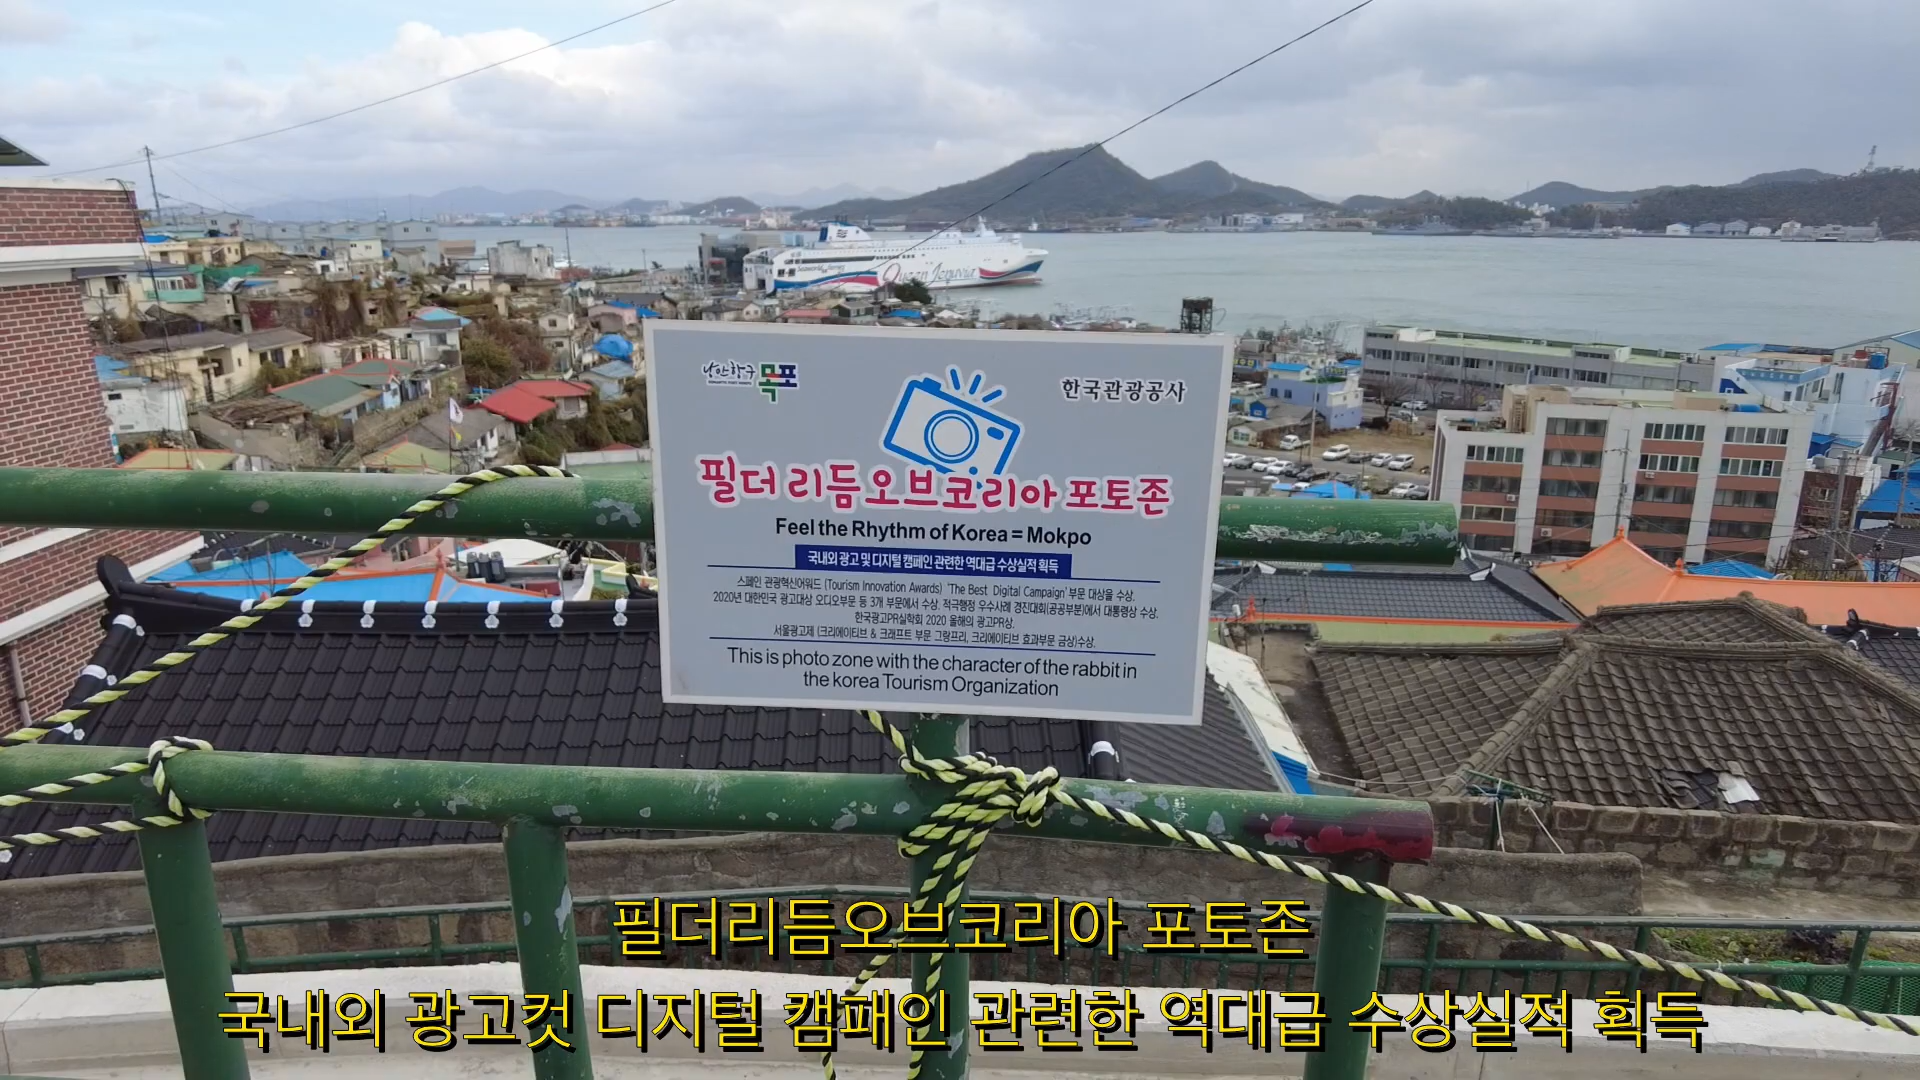 Seaworld Ferry
Queen Jenuvia
낭만항구 목포
한국관광공사
필더 리듬오브코리아 포토존
Feel the Rhythm of Korea = Mokpo
국내외 광고 및 디지털 캠페인 관련한 역대급 수상실적 획득
스페인 관광혁신어워드 (Tourism Innovation Awards) 'The Best Digital Campaign' 부문 대상을 수상,
2020년 대한민국 광고대상 오디오부문 등 3개 부문에서 수상, 적극행정 우수사례 경진대회(공공부분)에서 대통령상 수상,
한국광고PR실학회 2020 올해의 광고PR상,
서울광고제 (크리에이티브 & 크래프트 부문 그랑프리, 크리에이티브 효과부문 금상)수상.
This is photo zone with the character of the rabbit in
the korea Tourism Organization
필더리듬오브코리아 포토존
국내외 광고컷 디지털 캠페인 관련한 역대급 수상실적 획득